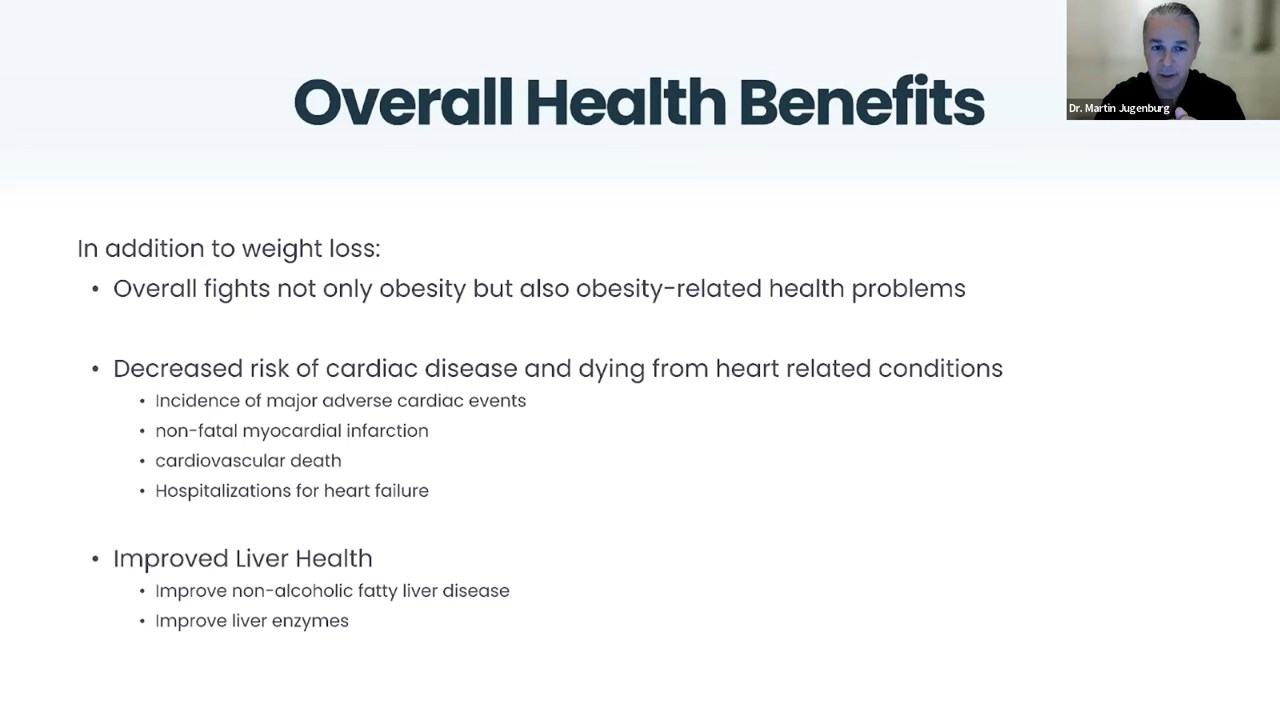 Overall Health Benefits
Dr. Martin Jugenburg
In addition to weight loss:
• Overall fights not only obesity but also obesity-related health problems
• Decreased risk of cardiac disease and dying from heart related conditions
• Incidence of major adverse cardiac events
• non-fatal myocardial infarction
• cardiovascular death
• Hospitalizations for heart failure
• Improved Liver Health
• Improve non-alcoholic fatty liver disease
• Improve liver enzymes